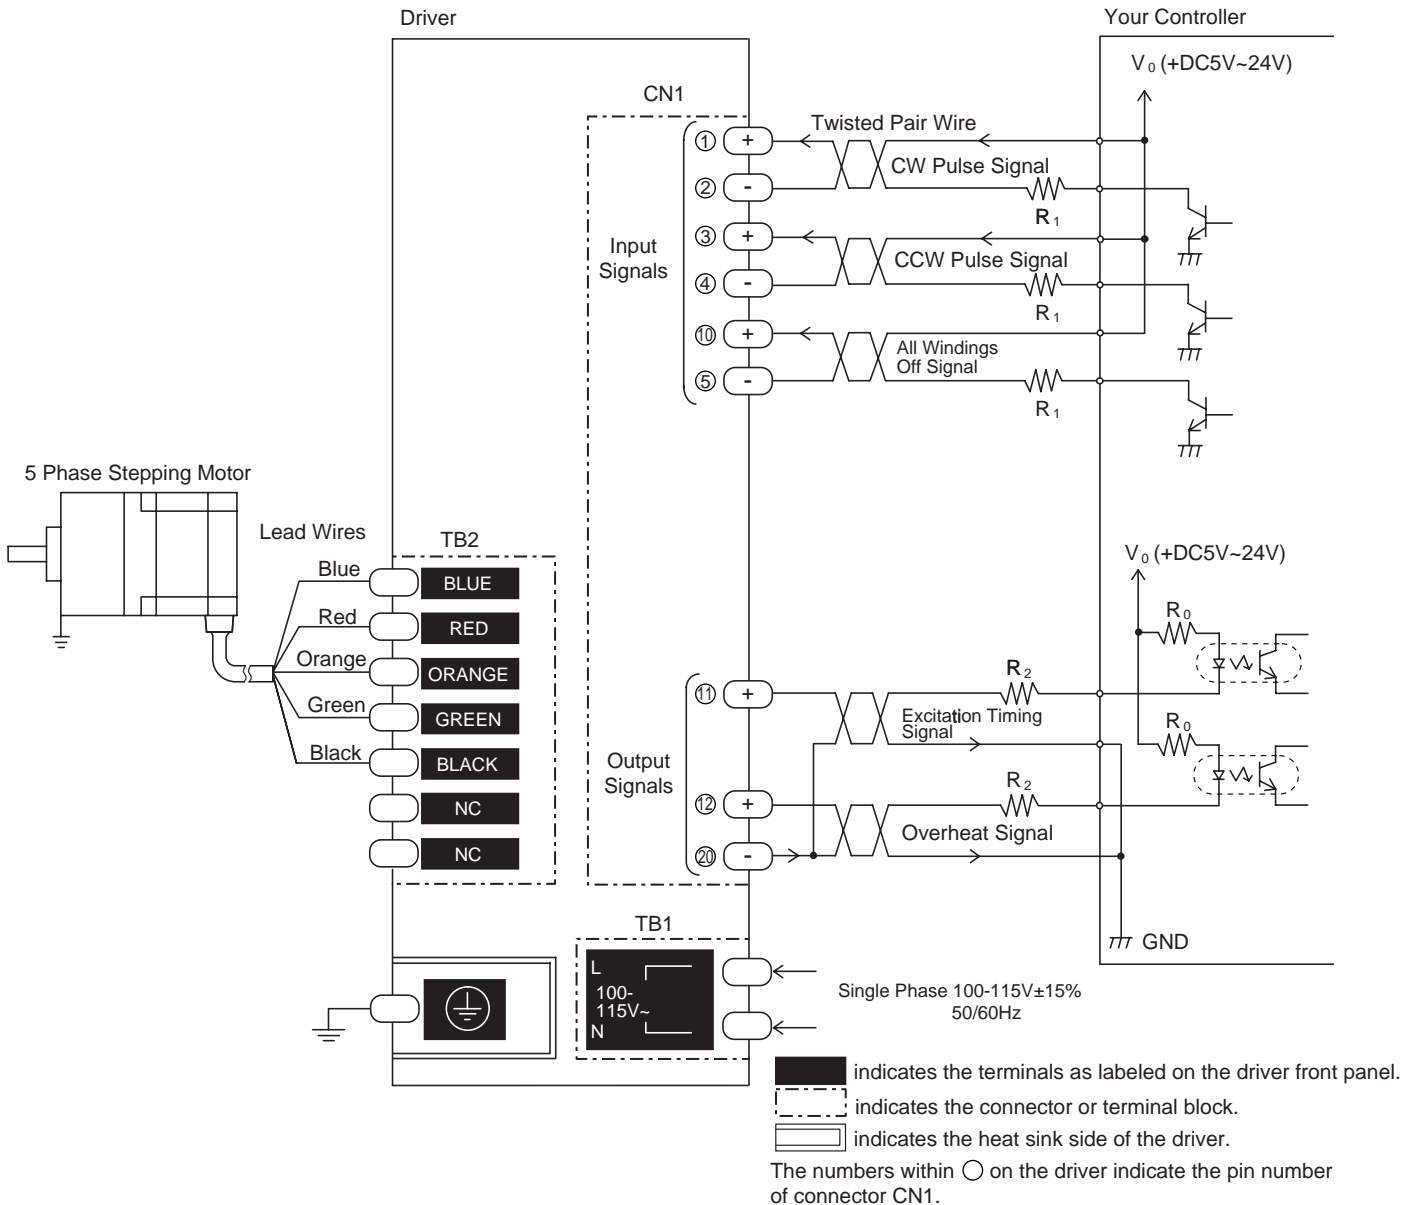 Driver
Your Controller
V0 (+DC5V~24V)
CN1
Twisted Pair Wire
1 +
CW Pulse Signal
2 -
R1
Input
Signals
3 +
CCW Pulse Signal
4 -
R1
10 +
All Windings
Off Signal
5 -
R1
5 Phase Stepping Motor
Lead Wires
TB2
Blue
BLUE
Red
RED
Orange
ORANGE
Green
GREEN
Black
BLACK
NC
NC
V0 (+DC5V~24V)
R0
R2
11 +
Excitation Timing
Signal
R0
Output
Signals
R2
12 +
Overheat Signal
20 -
GND
TB1
L
100-
115V~
N
Single Phase 100-115V±15%
50/60Hz
indicates the terminals as labeled on the driver front panel.
indicates the connector or terminal block.
indicates the heat sink side of the driver.
The numbers within ○ on the driver indicate the pin number
of connector CN1.